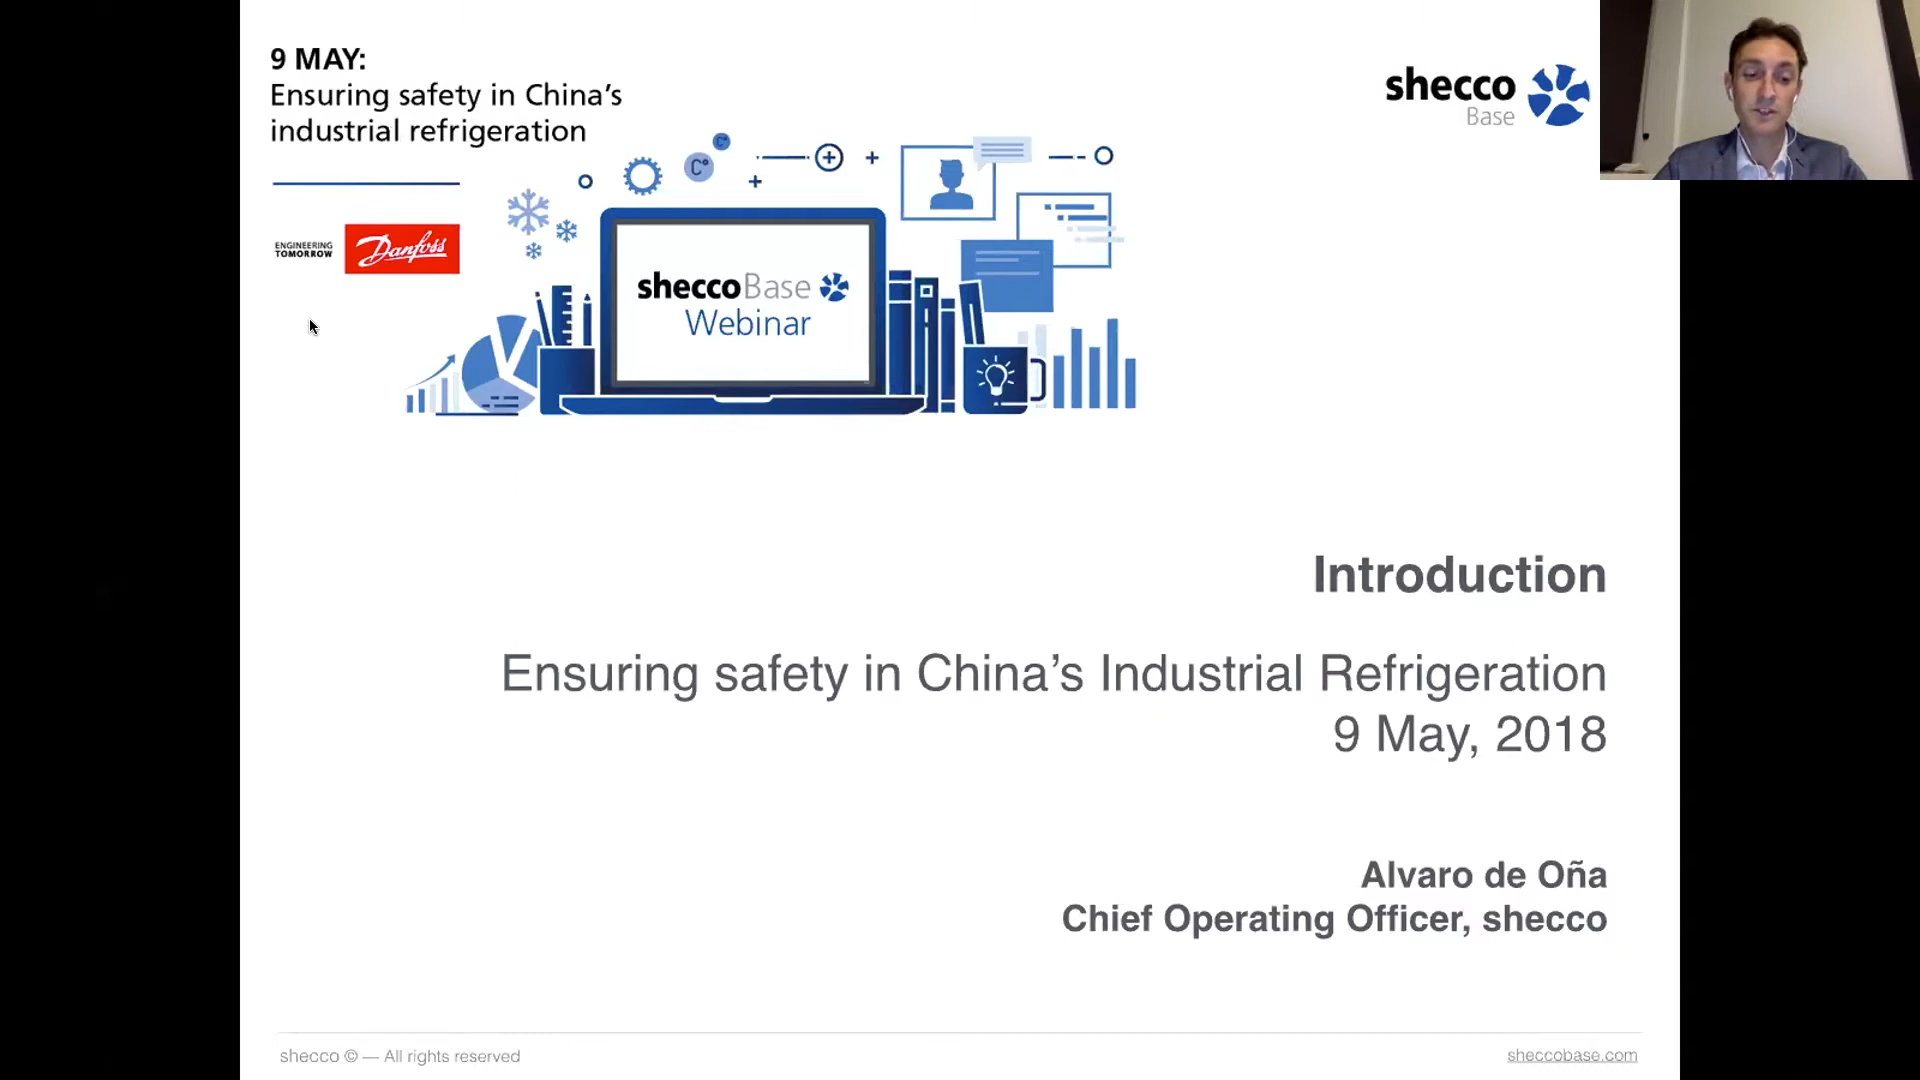 9 MAY:
Ensuring safety in China’s
industrial refrigeration
shecco
Base
C°
C°
ENGINEERING
TOMORROW
Danfoss
sheccoBase
Webinar
Introduction
Ensuring safety in China’s Industrial Refrigeration
9 May, 2018
Alvaro de Oña
Chief Operating Officer, shecco
shecco © — All rights reserved
sheccobase.com